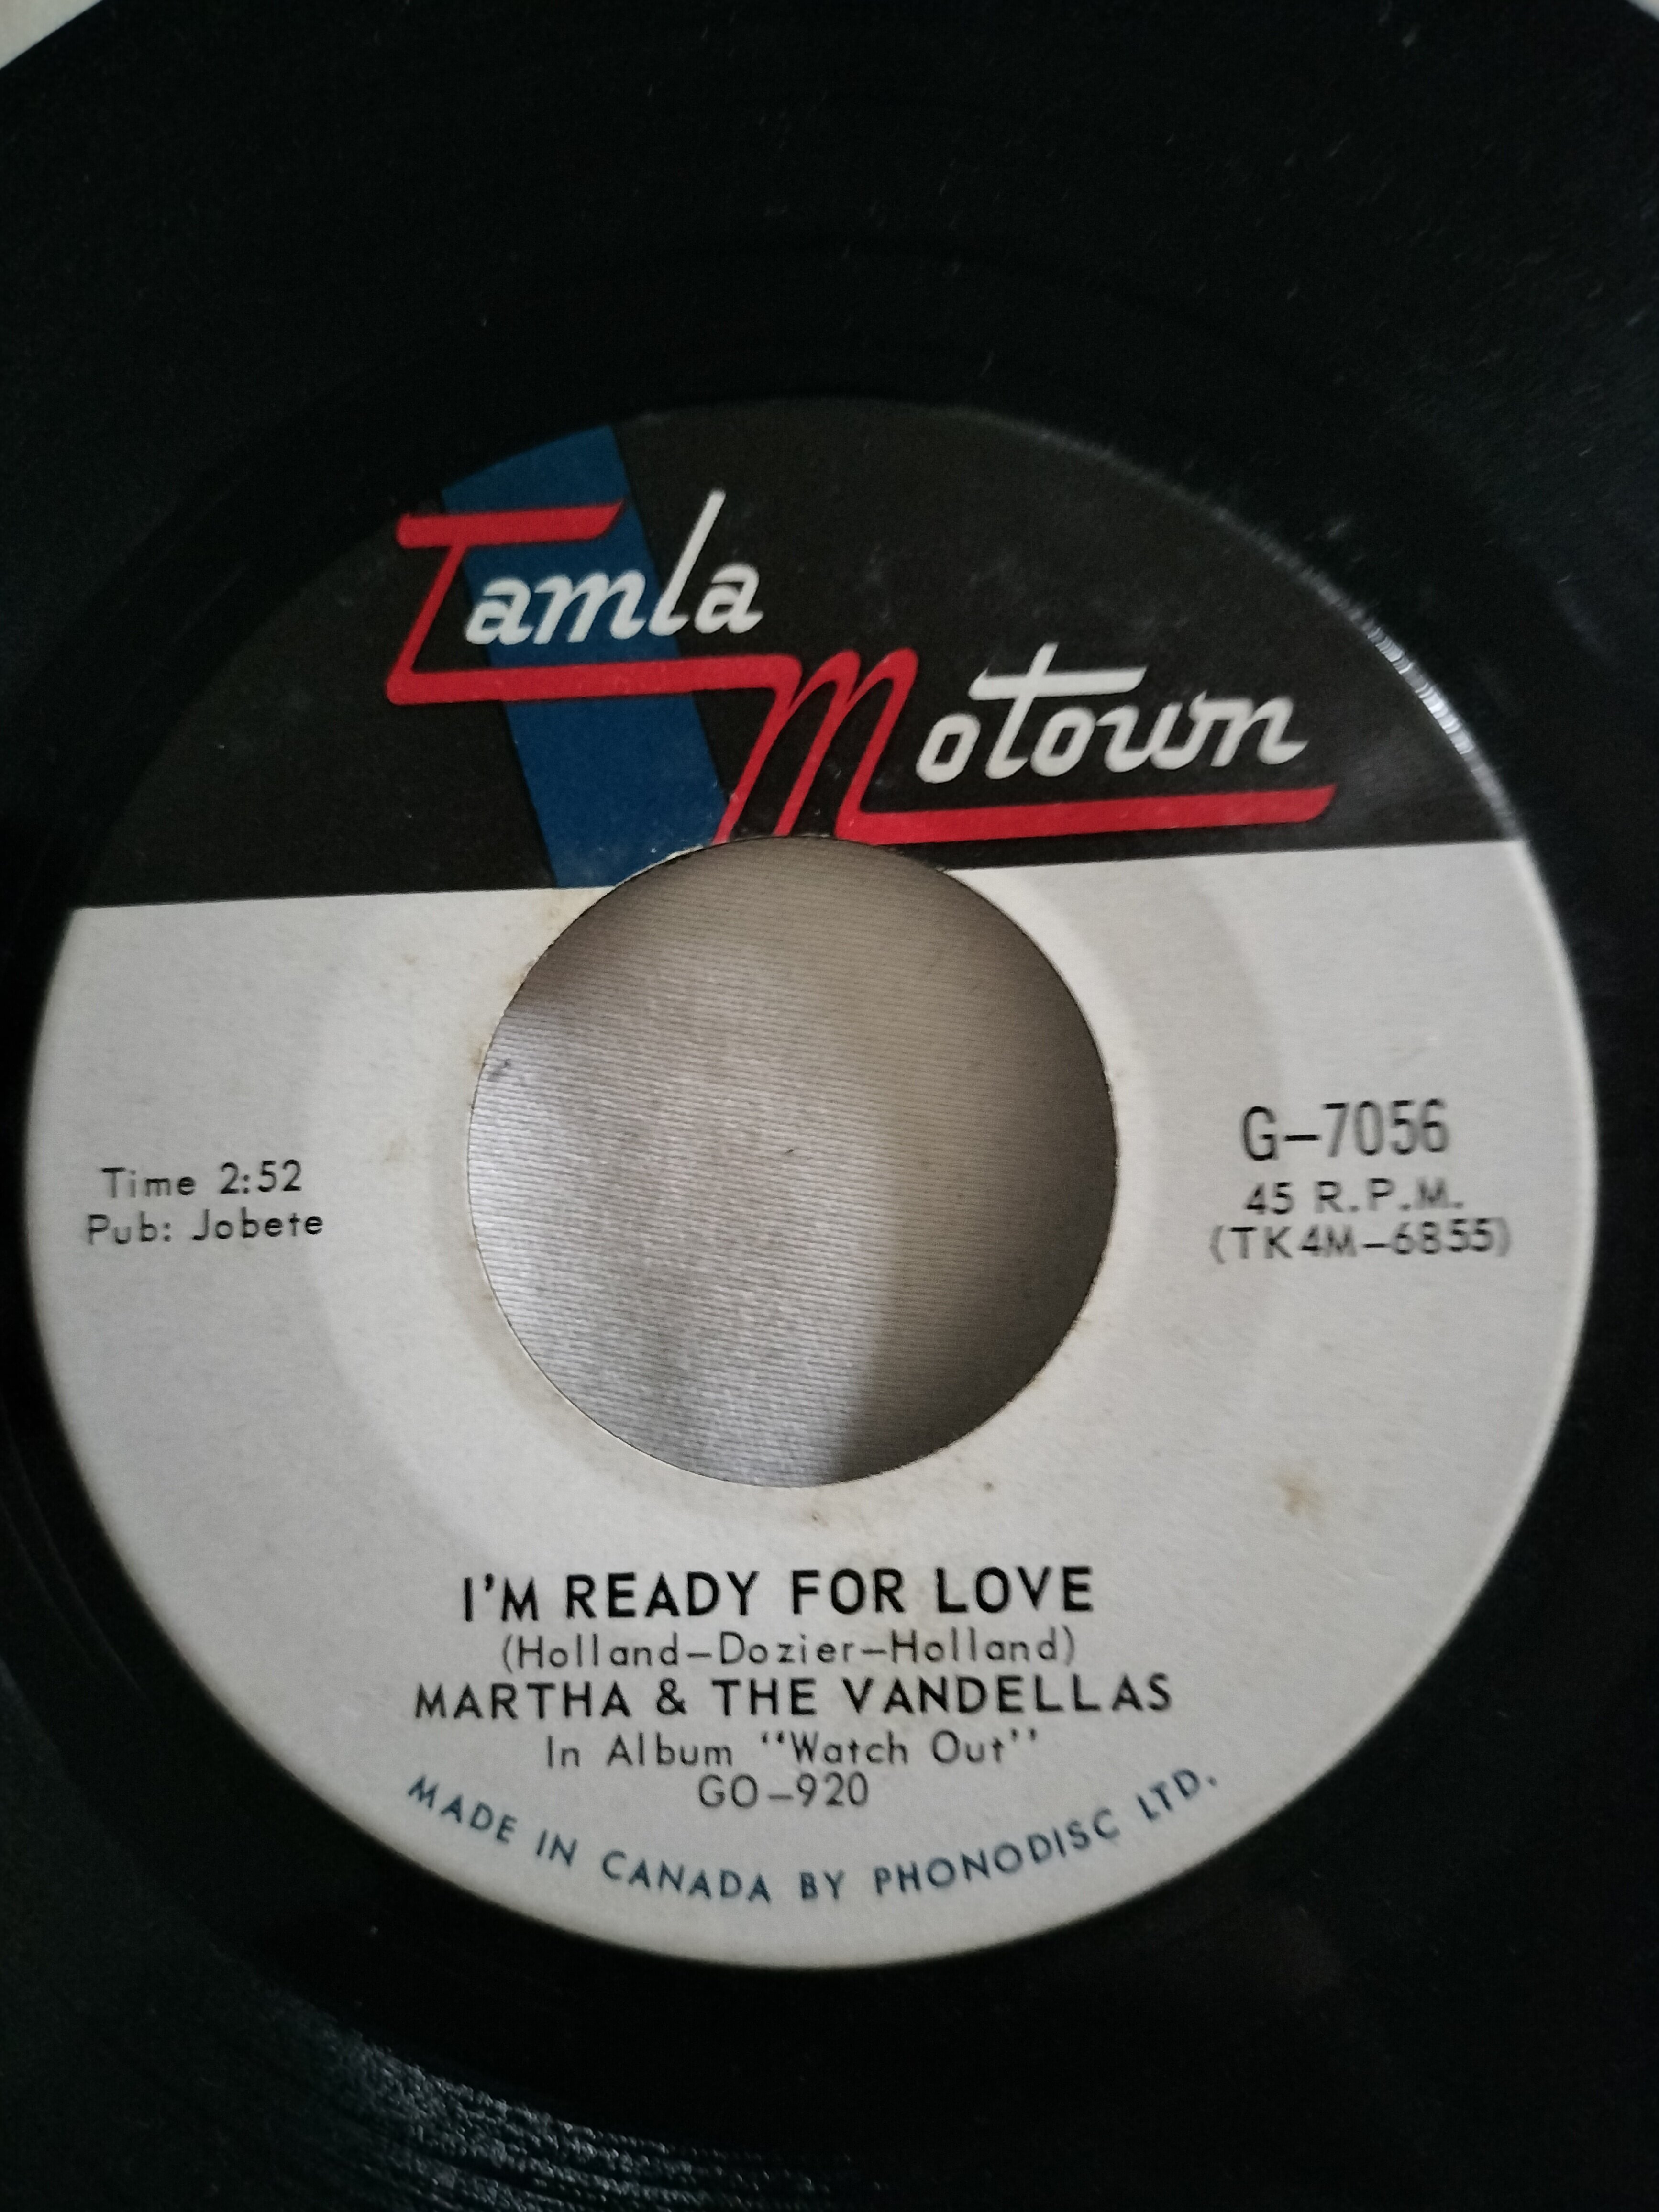 Tamla
Motown
Time 2:52
Pub: Jobete
G-7056
45 R.P.M.
(TK4M-6855)
I'M READY FOR LOVE
(Holland-Dozier-Holland)
MARTHA & THE VANDELLAS
In Album "Watch Out"
GO-920
MADE IN CANADA BY PHONODISC LTD.